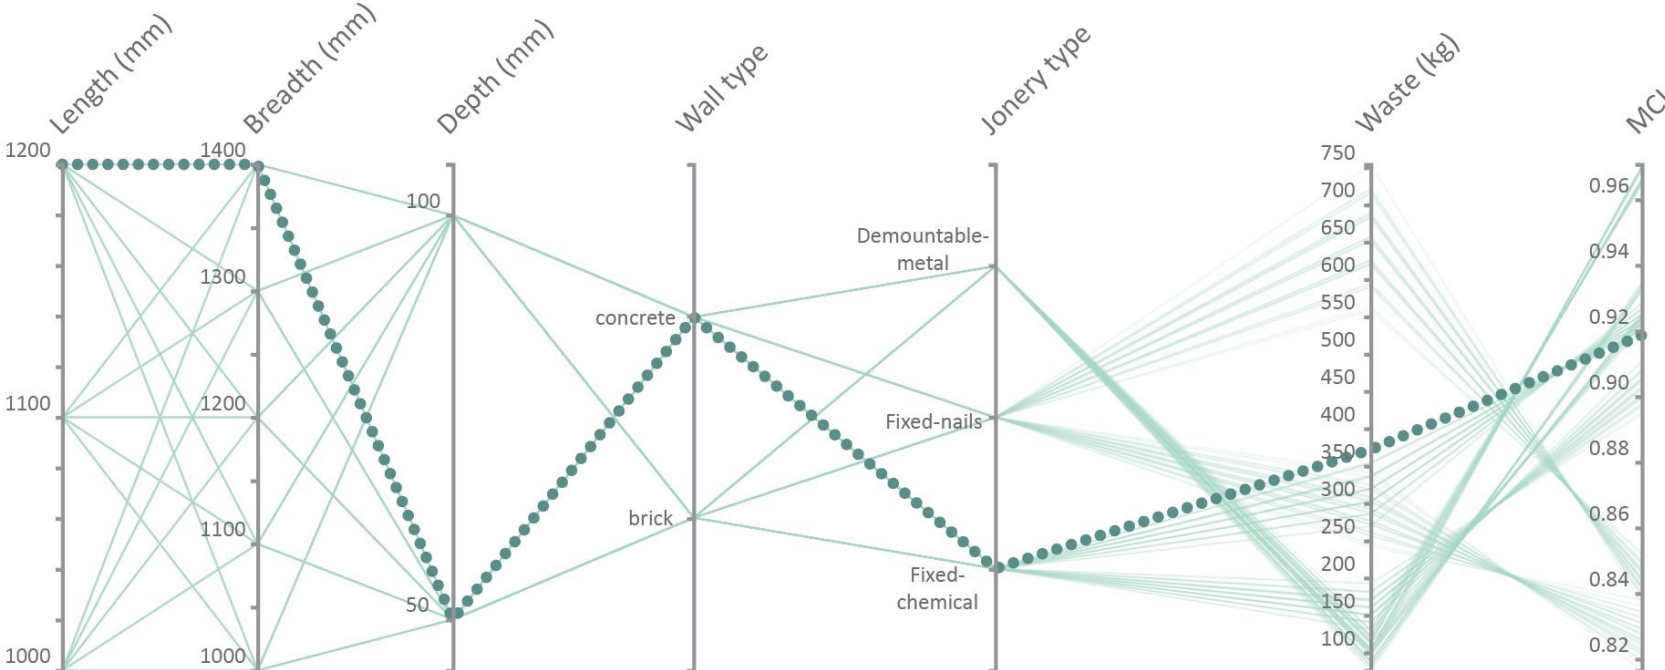 Length (mm)
Breadth (mm)
Depth (mm)
Wall type
Jonery type
Waste (kg)
MCI
1200
1100
1000
1400
1300
1200
1100
1000
100
50
concrete
brick
Demountable-
metal
Fixed-nails
Fixed-
chemical
750
700
650
600
550
500
450
400
350
300
250
200
150
100
0.96
0.94
0.92
0.90
0.88
0.86
0.84
0.82